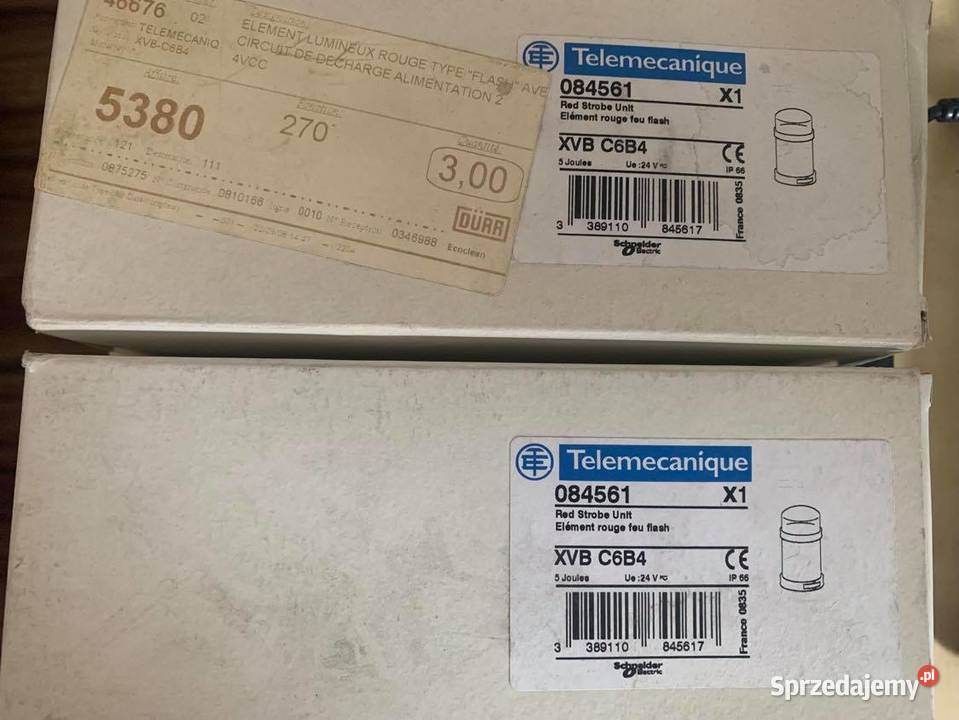 46676 02
TELEMECANIQ
XVB-C6B4
ELEMENT LUMINEUX ROUGE TYPE "FLASH" AVE
CIRCUIT DE DECHARGE ALIMENTATION 2
4VCC
Affaire
5380
270
Quantité
3,00
121 111
0875275 0810166 Ligne 0010 N° Reception 0346988
DÜRR
Ecoclean
Telemecanique
084561 X1
Red Strobe Unit
Elément rouge feu flash
XVB C6B4 CE
5 Joules Ue :24 V IP 66
3 389110 845617
France 0835
Schneider
Electric
Telemecanique
084561 X1
Red Strobe Unit
Elément rouge feu flash
XVB C6B4 CE
5 Joules Ue :24 V IP 66
3 389110 845617
France 0835
Schneider
Electric
Sprzedajemy.pl